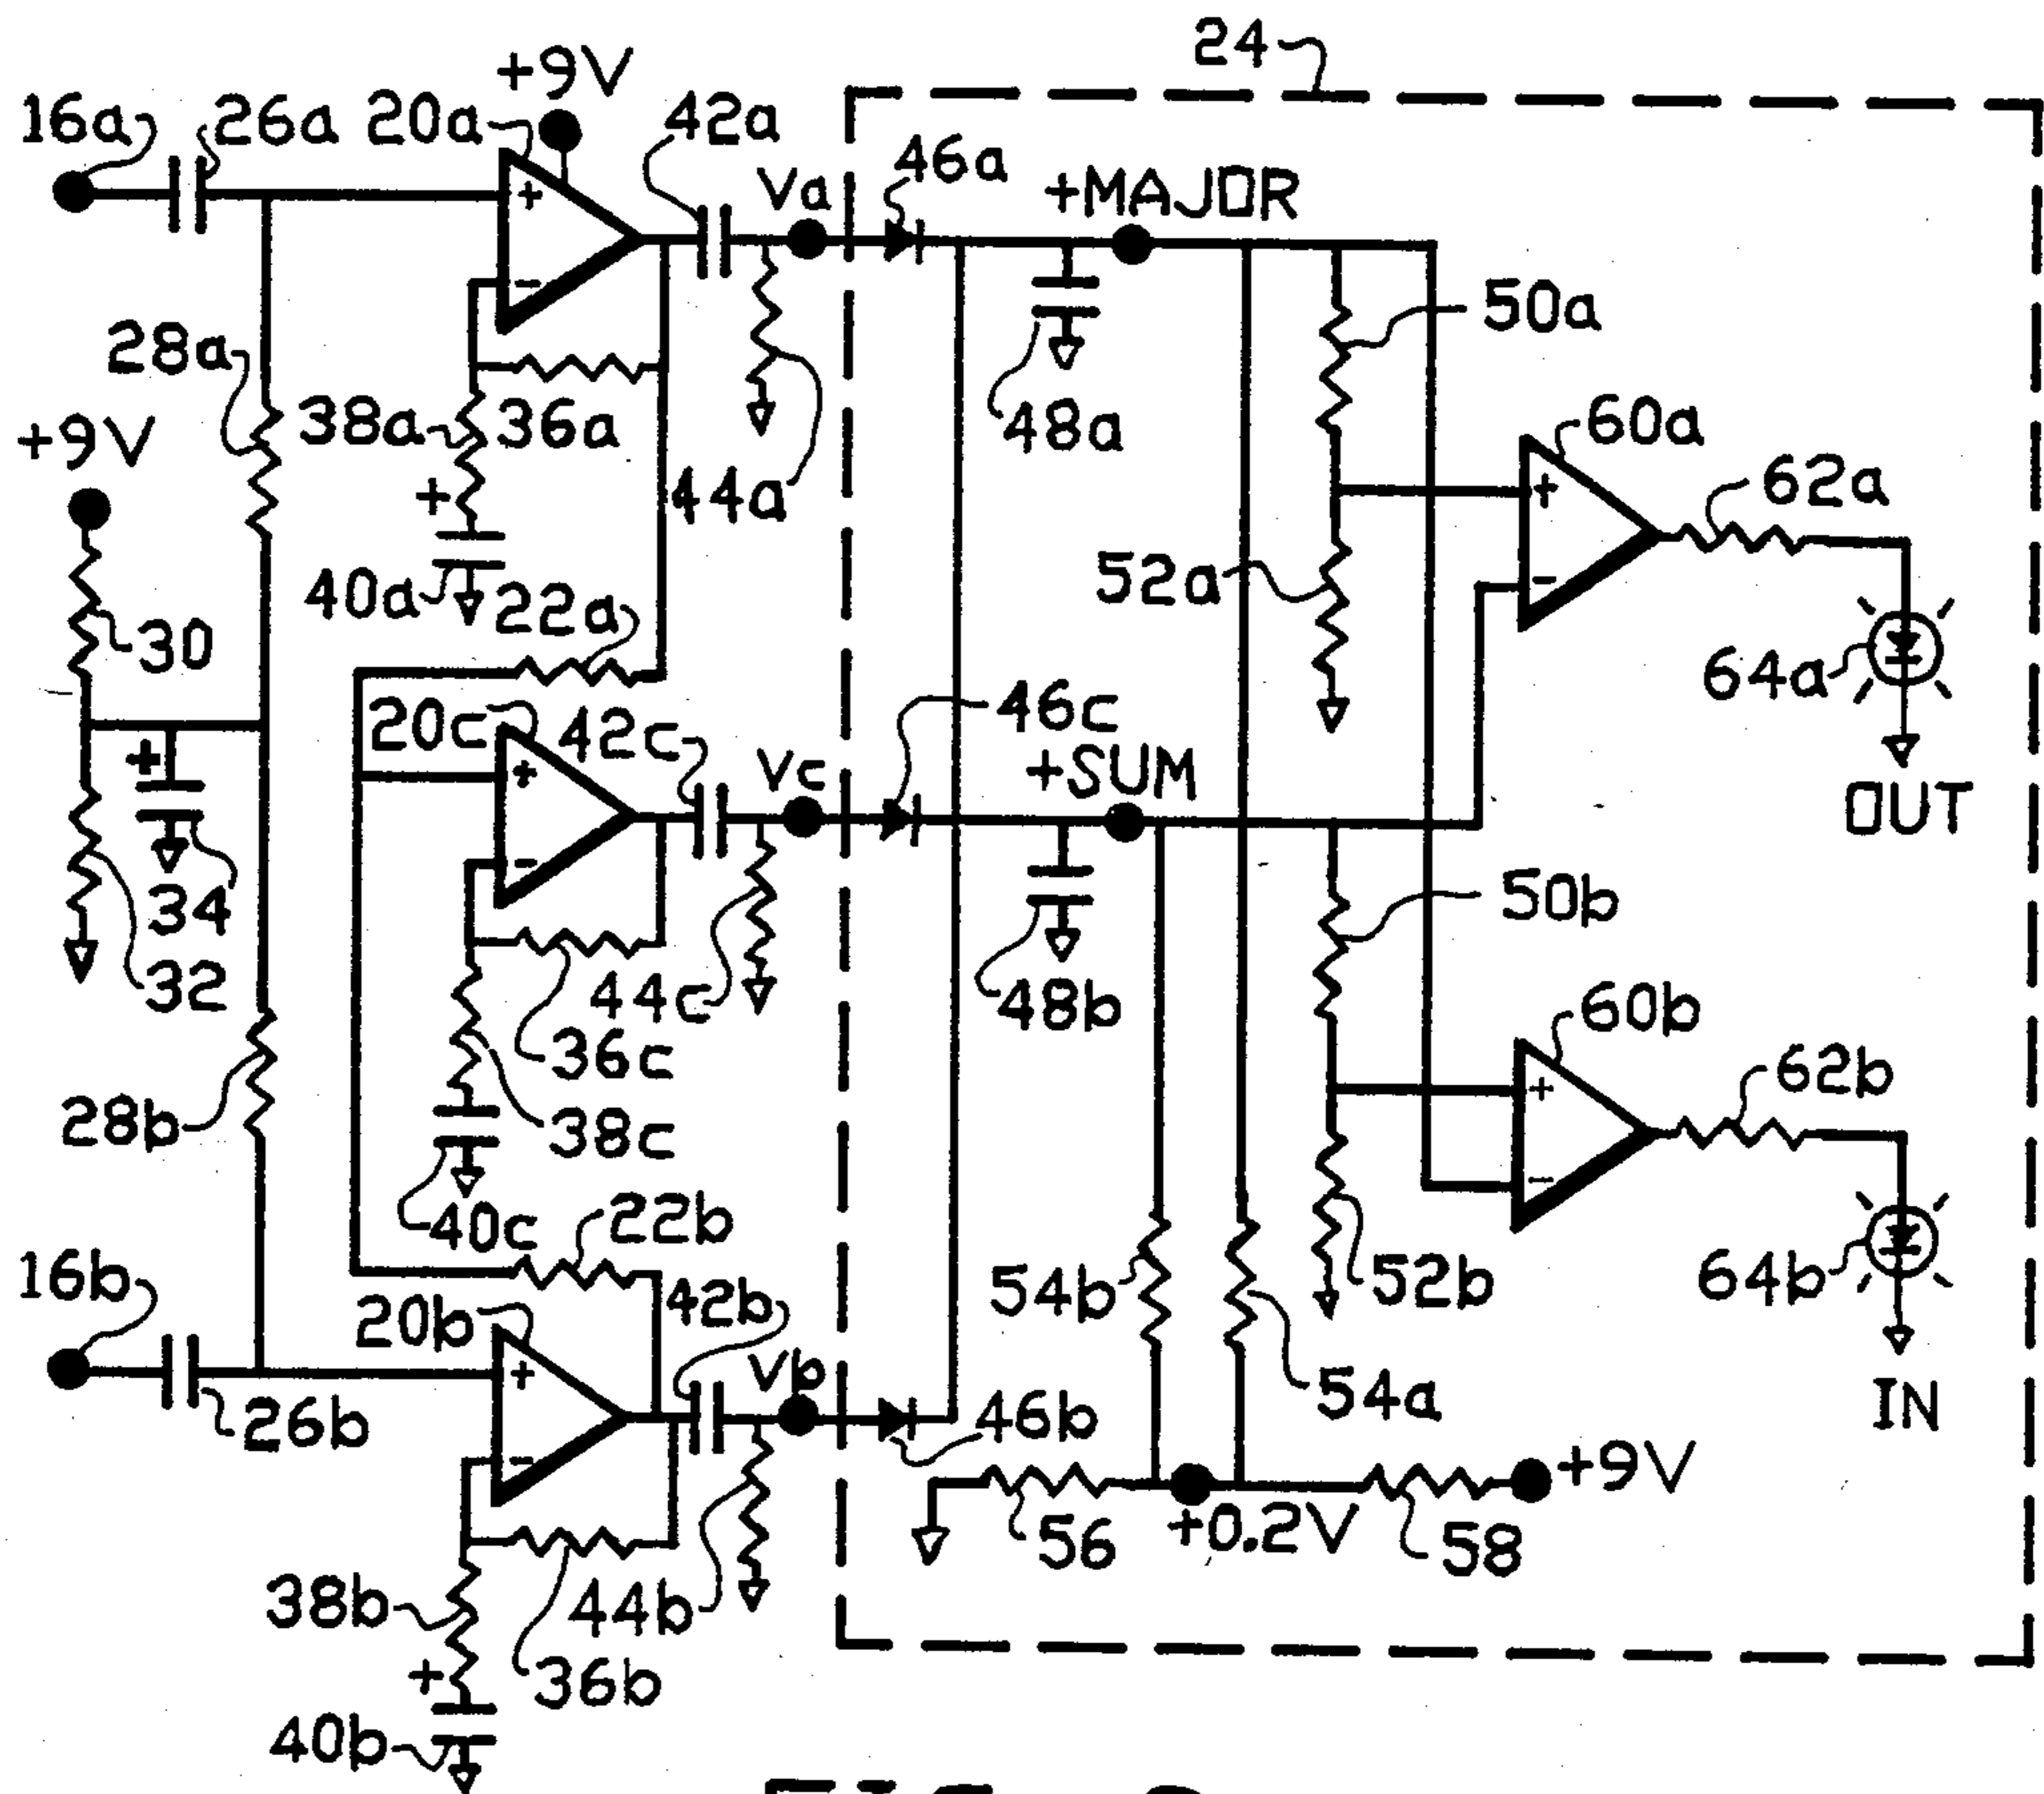 24
+9V
16a 26a 20a 42a
Va 46a +MAJOR
+
-
28a 50a
+9V 38a 36a 48a 60a
+ 44a 62a
+
-
40a 22a 52a
30 64a
20c 42c Vc 46c
+SUM
+ +
OUT
-
34 50b
32 44c 48b
36c 60b
28b 38c 62b
+
-
40c 22b
16b 42b 54b 52b 64b
20b Vb
+ 54a
26b 46b IN
-
+9V
56 +0.2V 58
38b 44b
36b
+
40b